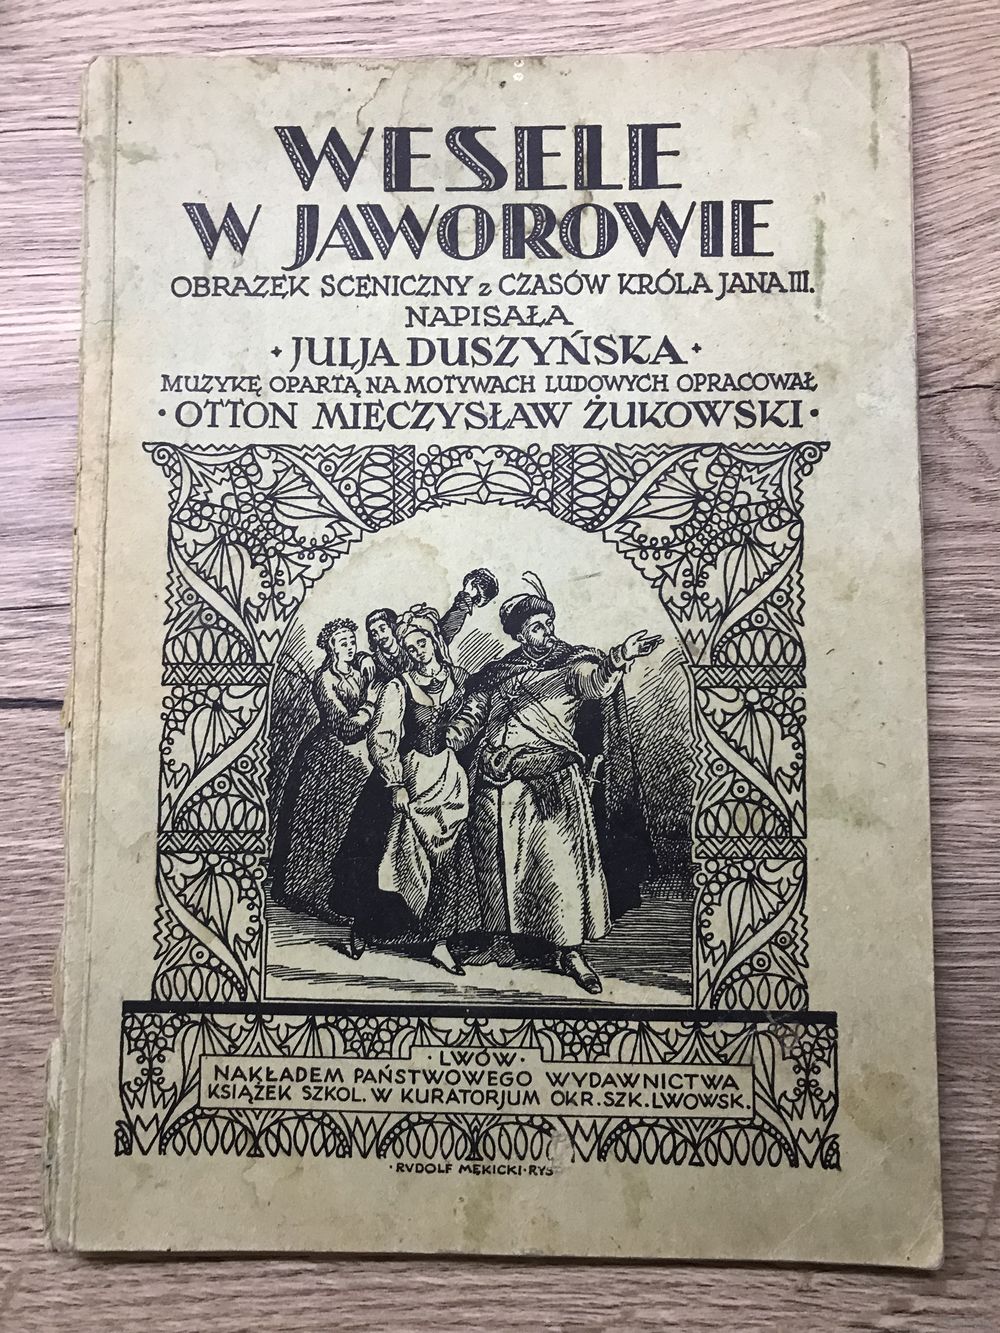 WESELE
W JAWOROWIE
OBRAZEK SCENICZNY z CZASÓW KRÓLA JANA III.
NAPISAŁA
· JULJA DUSZYŃSKA ·
MUZYKĘ OPARTĄ NA MOTYWACH LUDOWYCH OPRACOWAŁ
· OTTON MIECZYSŁAW ŻUKOWSKI ·
· LWÓW ·
NAKŁADEM PAŃSTWOWEGO WYDAWNICTWA
KSIĄŻEK SZKOL. W KURATORJUM OKR. SZK. LWOWSK.
· RVDOLF MĘKICKI · RYS